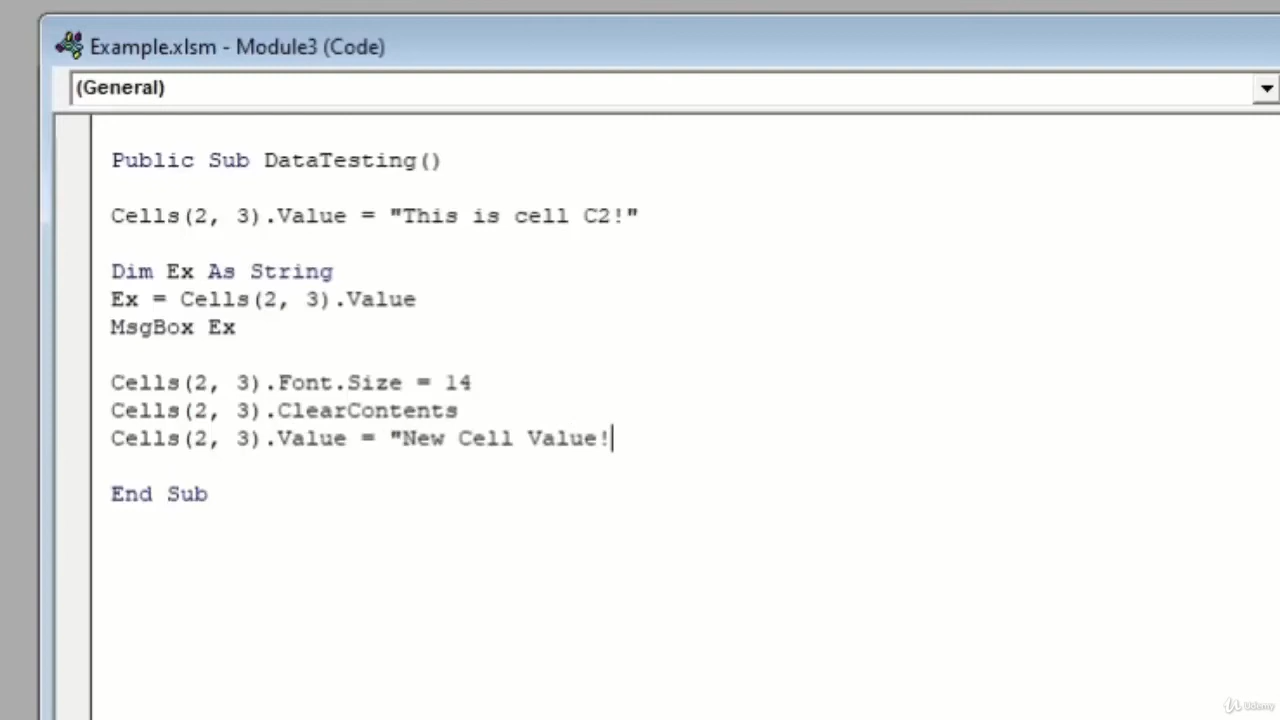 Example.xlsm - Module3 (Code)
(General)
Public Sub DataTesting()
Cells(2, 3).Value = "This is cell C2!"
Dim Ex As String
Ex = Cells(2, 3).Value
MsgBox Ex
Cells(2, 3).Font.Size = 14
Cells(2, 3).ClearContents
Cells(2, 3).Value = "New Cell Value!
End Sub
Udemy